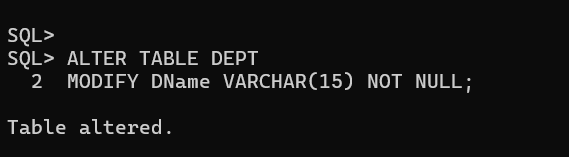 SQL>
SQL> ALTER TABLE DEPT
  2  MODIFY DName VARCHAR(15) NOT NULL;
Table altered.